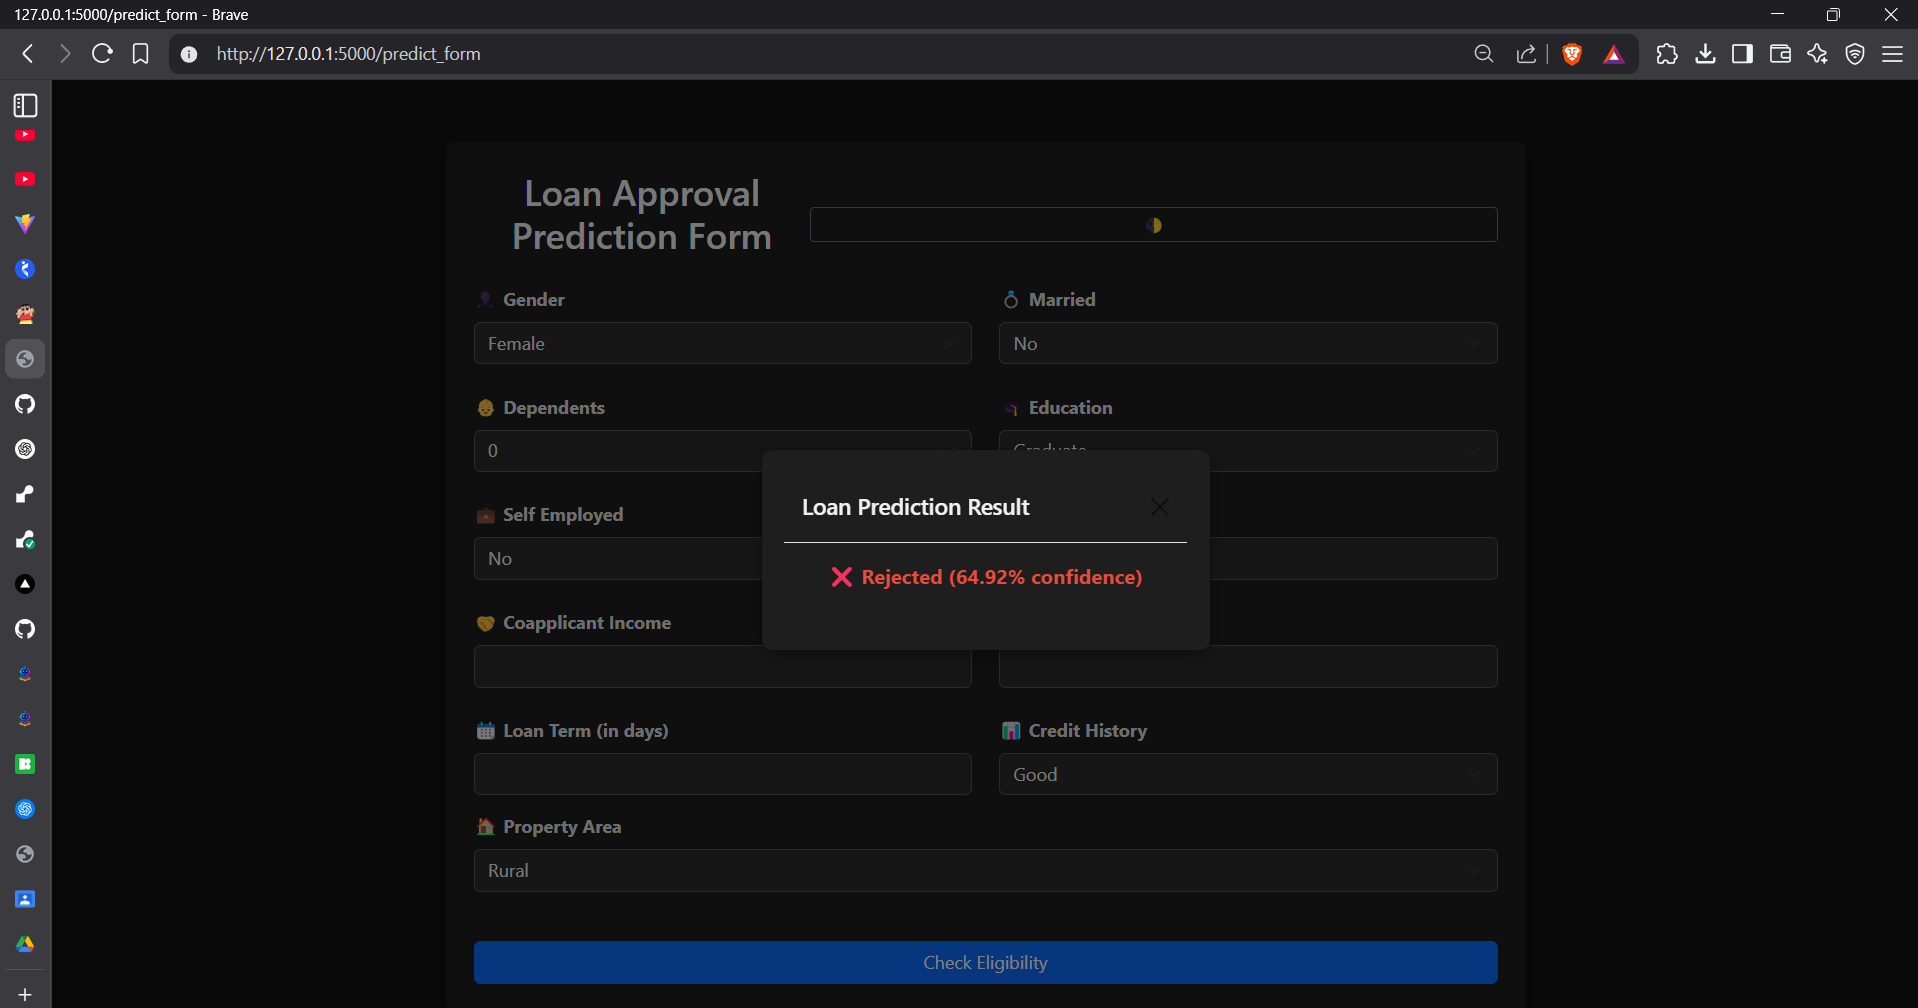 127.0.0.1:5000/predict_form - Brave
http://127.0.0.1:5000/predict_form
Loan Approval
Prediction Form
Gender
Married
Female
No
Dependents
Education
0
Graduate
Loan Prediction Result
Self Employed
No
❌ Rejected (64.92% confidence)
Coapplicant Income
Loan Term (in days)
Credit History
Good
Property Area
Rural
Check Eligibility